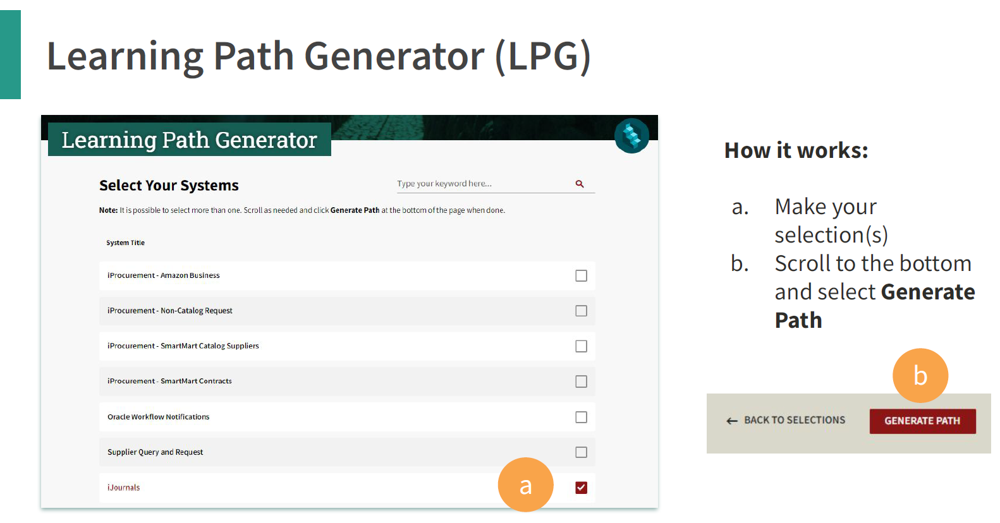 Learning Path Generator (LPG)
Learning Path Generator
Select Your Systems
Type your keyword here...
Note: It is possible to select more than one. Scroll as needed and click Generate Path at the bottom of the page when done.
System Title
iProcurement - Amazon Business
iProcurement - Non-Catalog Request
iProcurement - SmartMart Catalog Suppliers
iProcurement - SmartMart Contracts
Oracle Workflow Notifications
Supplier Query and Request
iJournals
a
How it works:
a. Make your
selection(s)
b. Scroll to the bottom
and select Generate
Path
b
← BACK TO SELECTIONS
GENERATE PATH